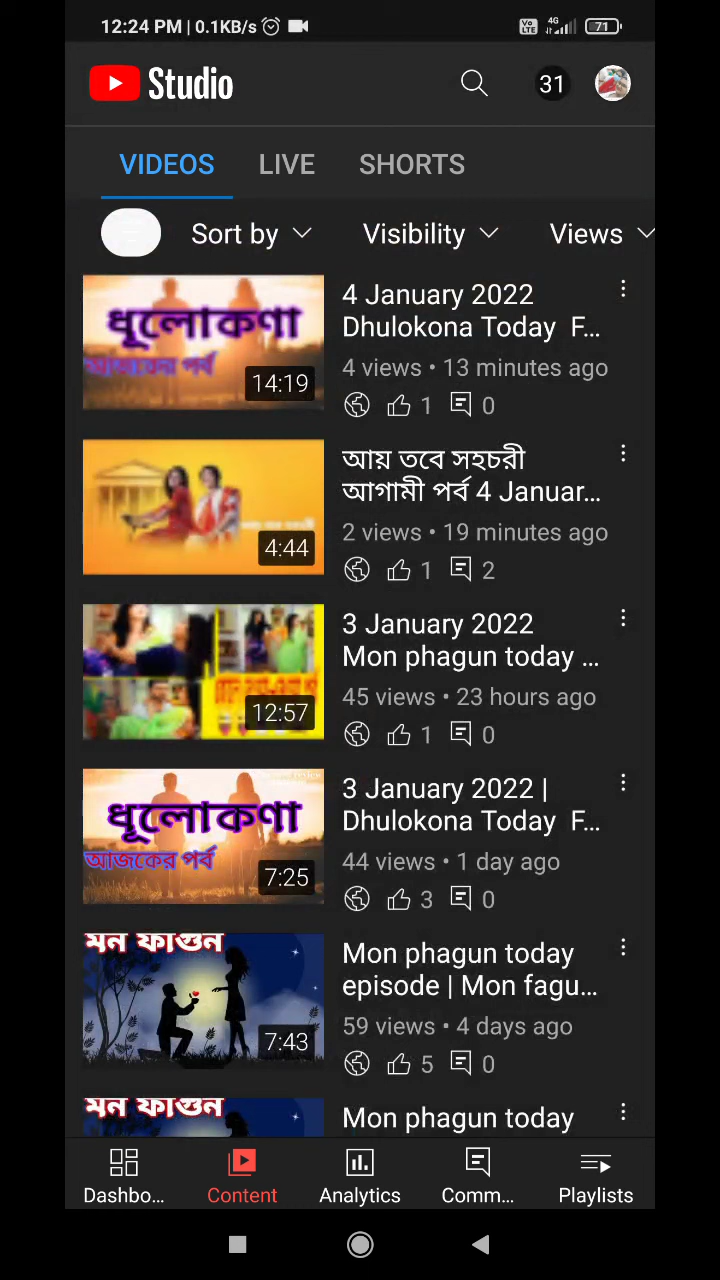 12:24 PM | 0.1KB/s
Vo LTE 4G 71
Studio
31
VIDEOS LIVE SHORTS
Sort by Visibility Views
ধূলোকণা
আজকের পর্ব
14:19
4 January 2022
Dhulokona Today F...
4 views • 13 minutes ago
1 0
4:44
আয় তবে সহচরী
আগামী পর্ব 4 Januar...
2 views • 19 minutes ago
1 2
12:57
3 January 2022
Mon phagun today ...
45 views • 23 hours ago
1 0
ধূলোকণা
আজকের পর্ব
7:25
3 January 2022 |
Dhulokona Today F...
44 views • 1 day ago
3 0
মন ফাগুন
7:43
Mon phagun today
episode | Mon fagu...
59 views • 4 days ago
5 0
মন ফাগুন
Mon phagun today
Dashbo... Content Analytics Comm... Playlists